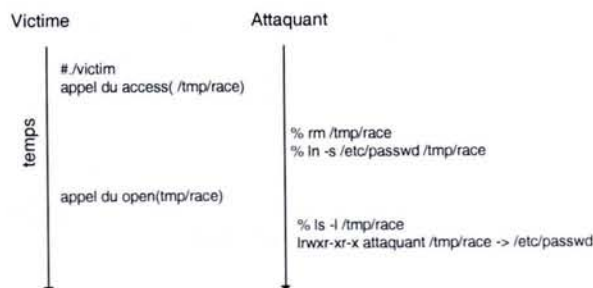 Victime
Attaquant
temps
#./victim
appel du access( /tmp/race)
% rm /tmp/race
% ln -s /etc/passwd /tmp/race
appel du open(tmp/race)
% ls -l /tmp/race
lrwxr-xr-x attaquant /tmp/race -> /etc/passwd